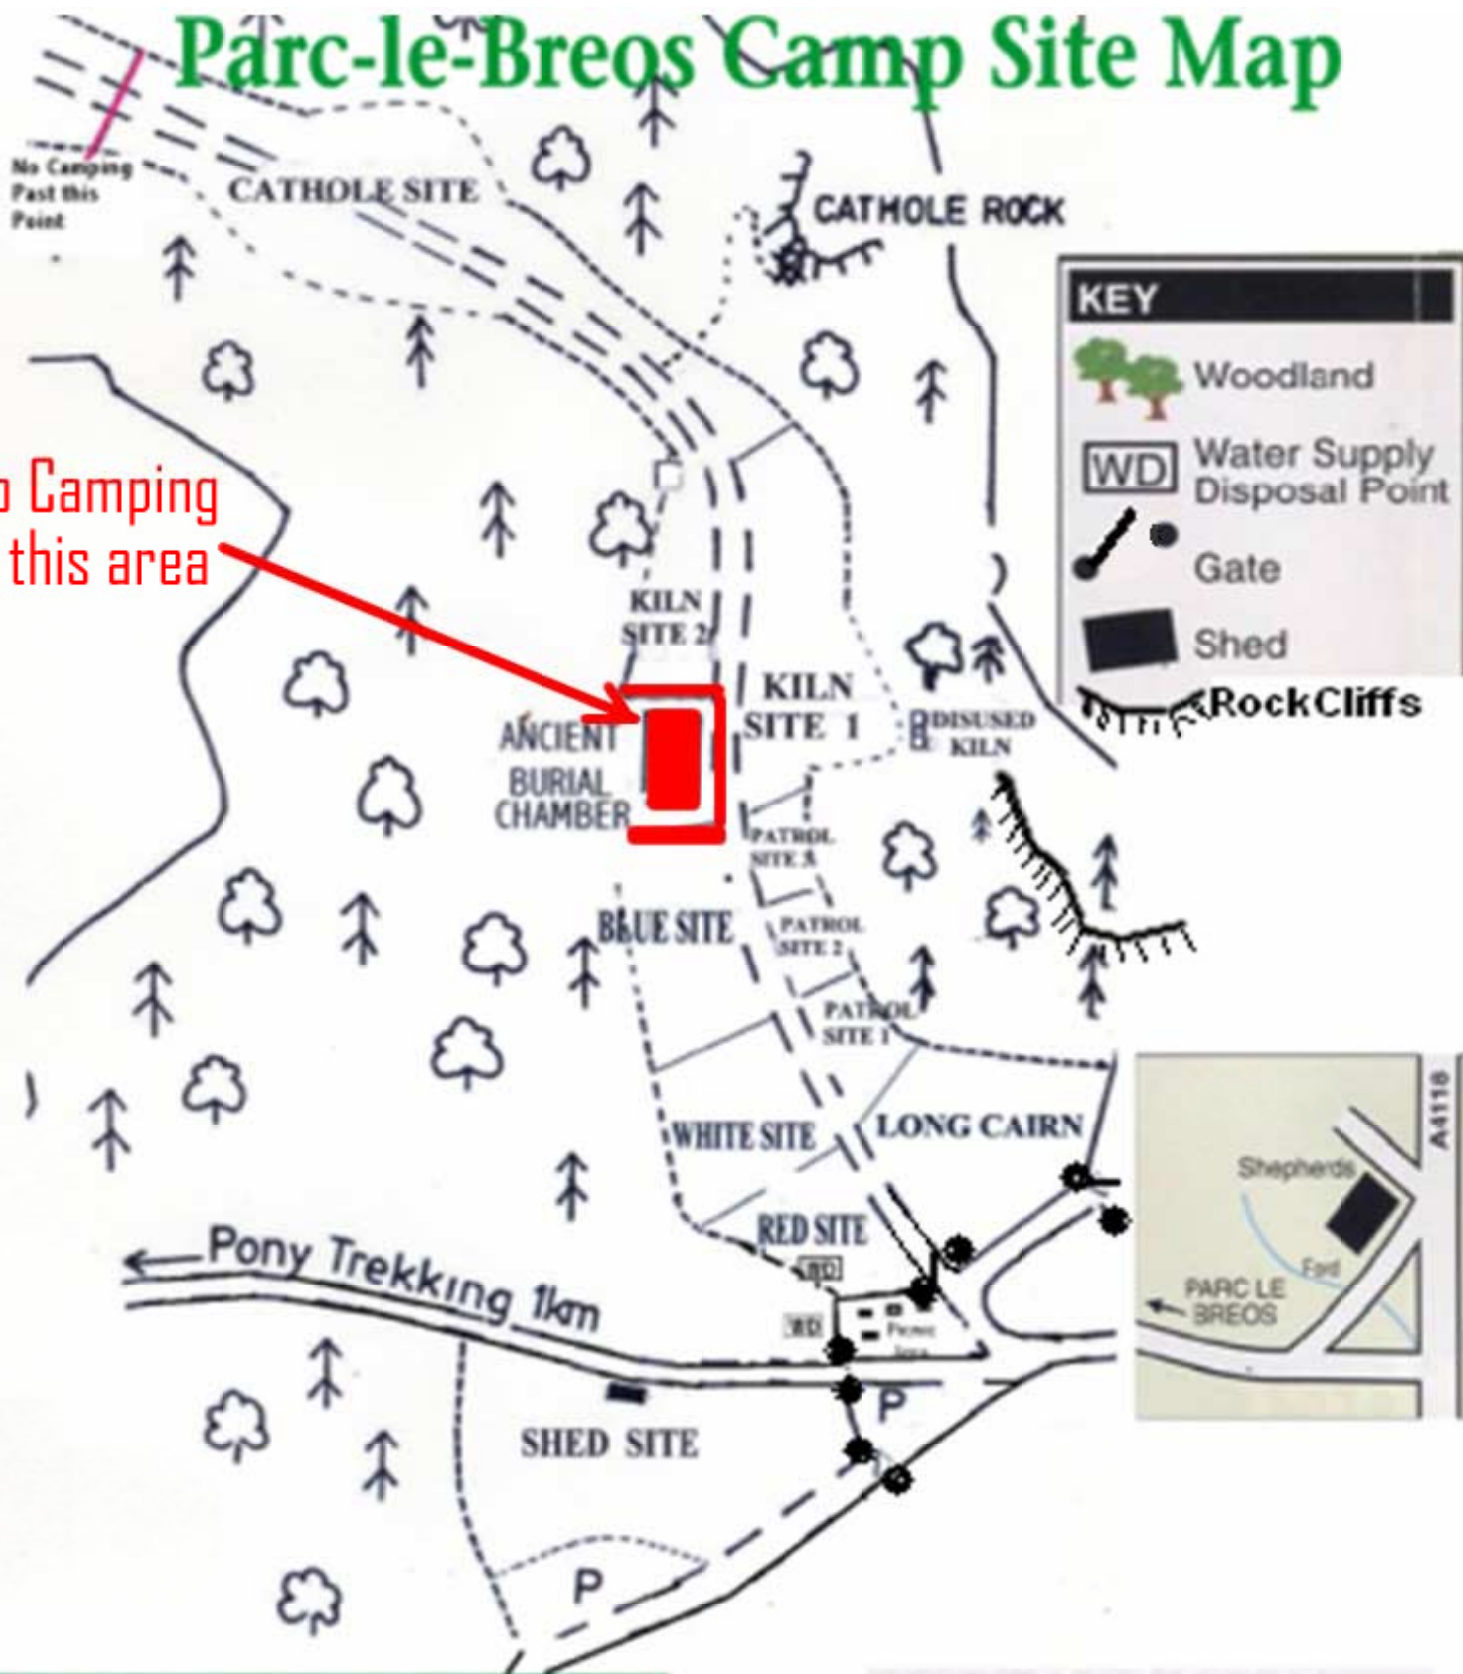 Parc-le-Breos Camp Site Map
No Camping
Past this
Point
CATHOLE SITE
CATHOLE ROCK
KEY
Woodland
WD
Water Supply
Disposal Point
Gate
Shed
RockCliffs
o Camping
this area
KILN
SITE 2
KILN
SITE 1
DISUSED
KILN
ANCIENT
BURIAL
CHAMBER
PATROL
SITE 3
BLUE SITE
PATROL
SITE 2
PATROL
SITE 1
WHITE SITE
LONG CAIRN
RED SITE
WD
WD
Picnic
Pony Trekking 1km
P
SHED SITE
P
A4118
Shepherds
Ford
PARC LE
BREOS